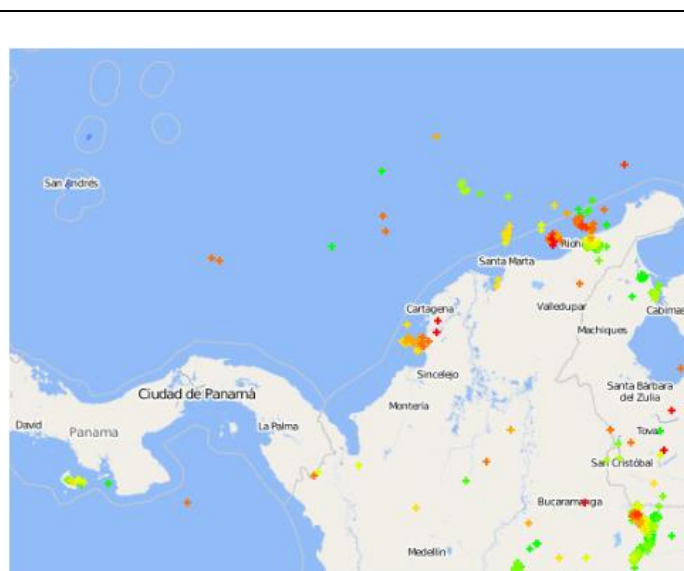 San Andrés
Rioh
Santa Marta
Cartagena
Valledupar
Cabimas
Machiques
Sincelejo
Santa Bárbara
del Zulia
Ciudad de Panamá
Montería
David
Panama
La Palma
Tovar
San Cristóbal
Bucaramanga
Medellín